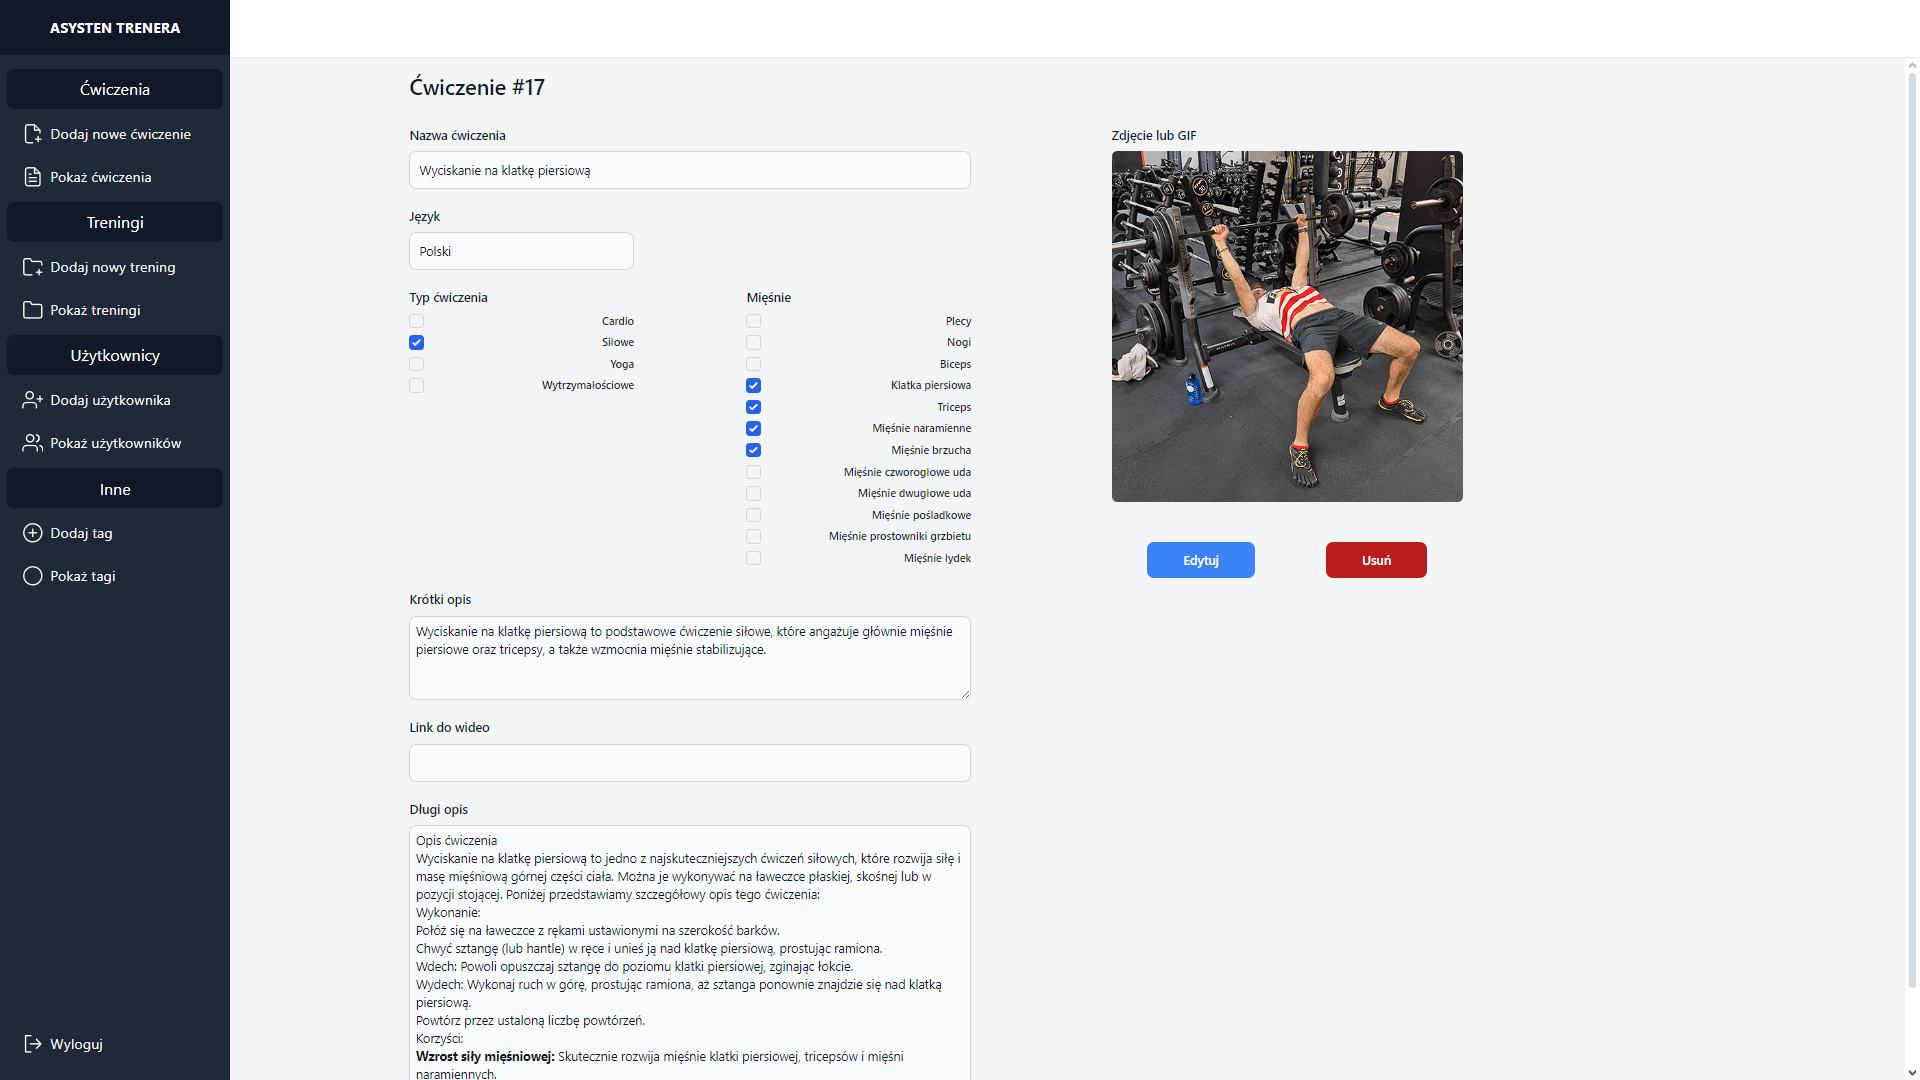 ASYSTEN TRENERA
Ćwiczenia
Dodaj nowe ćwiczenie
Pokaż ćwiczenia
Treningi
Dodaj nowy trening
Pokaż treningi
Użytkownicy
Dodaj użytkownika
Pokaż użytkowników
Inne
Dodaj tag
Pokaż tagi
Wyloguj
Ćwiczenie #17
Nazwa ćwiczenia
Wyciskanie na klatkę piersiową
Język
Polski
Typ ćwiczenia
Cardio
Siłowe
Yoga
Wytrzymałościowe
Mięśnie
Plecy
Nogi
Biceps
Klatka piersiowa
Triceps
Mięśnie naramienne
Mięśnie brzucha
Mięśnie czworogłowe uda
Mięśnie dwugłowe uda
Mięśnie pośladkowe
Mięśnie prostowniki grzbietu
Mięśnie łydek
Krótki opis
Wyciskanie na klatkę piersiową to podstawowe ćwiczenie siłowe, które angażuje głównie mięśnie
piersiowe oraz tricepsy, a także wzmocnia mięśnie stabilizujące.
Link do wideo
Długi opis
Opis ćwiczenia
Wyciskanie na klatkę piersiową to jedno z najskuteczniejszych ćwiczeń siłowych, które rozwija siłę i
masę mięśniową górnej części ciała. Można je wykonywać na ławeczce płaskiej, skośnej lub w
pozycji stojącej. Poniżej przedstawiamy szczegółowy opis tego ćwiczenia:
Wykonanie:
Połóż się na ławeczce z rękami ustawionymi na szerokość barków.
Chwyć sztangę (lub hantle) w ręce i unieś ją nad klatkę piersiową, prostując ramiona.
Wdech: Powoli opuszczaj sztangę do poziomu klatki piersiowej, zginając łokcie.
Wydech: Wykonaj ruch w górę, prostując ramiona, aż sztanga ponownie znajdzie się nad klatką
piersiową.
Powtórz przez ustaloną liczbę powtórzeń.
Korzyści:
Wzrost siły mięśniowej: Skutecznie rozwija mięśnie klatki piersiowej, tricepsów i mięśni
naramiennych.
Zdjęcie lub GIF
MATRIX
Edytuj
Usuń